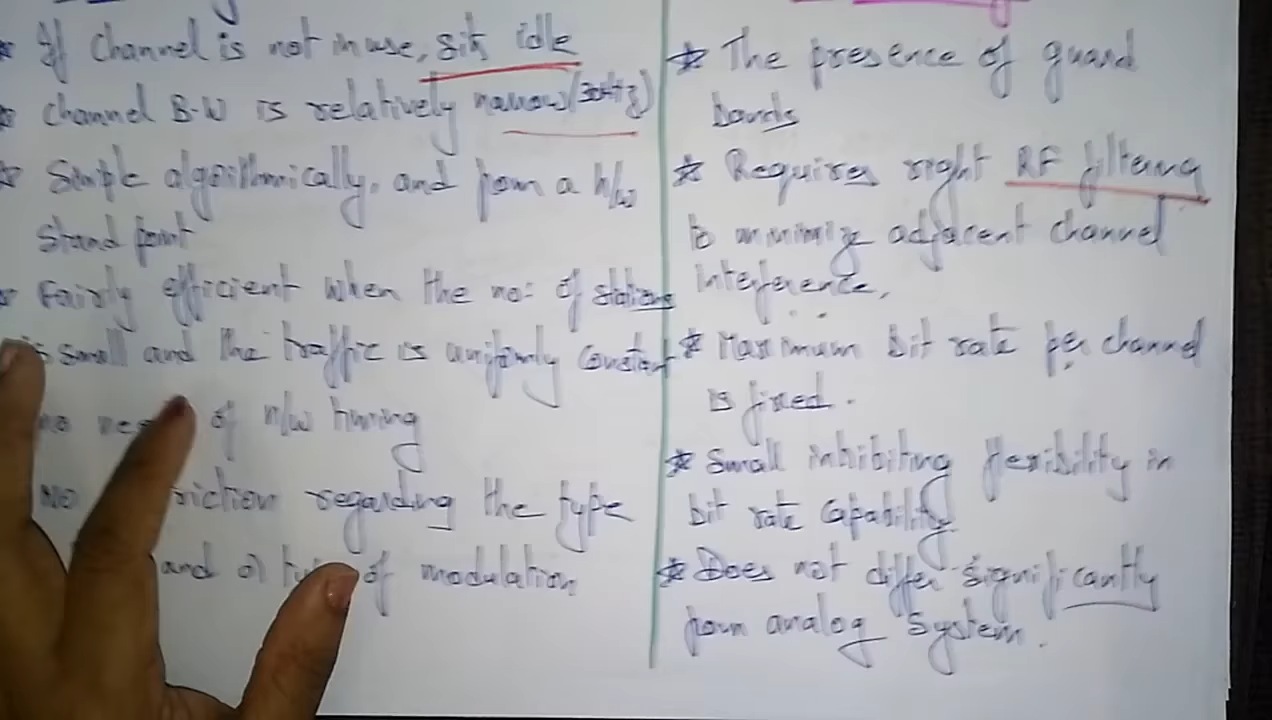 If channel is not in use, sits idle
channel B.W is relatively narrow (30kHz)
Simple algorithmically, and from a h/w
stand point
Fairly efficient when the no: of stations
is small and the traffic is uniformly constant
no of n/w timing
No regarding the type
and of modulation
* The presence of guard
bands
* Requires right RF filtering
to minimize adjacent channel
interference.
* Maximum bit rate per channel
is fixed.
* Small inhibiting flexibility in
bit rate capability
* Does not differ significantly
from analog system.